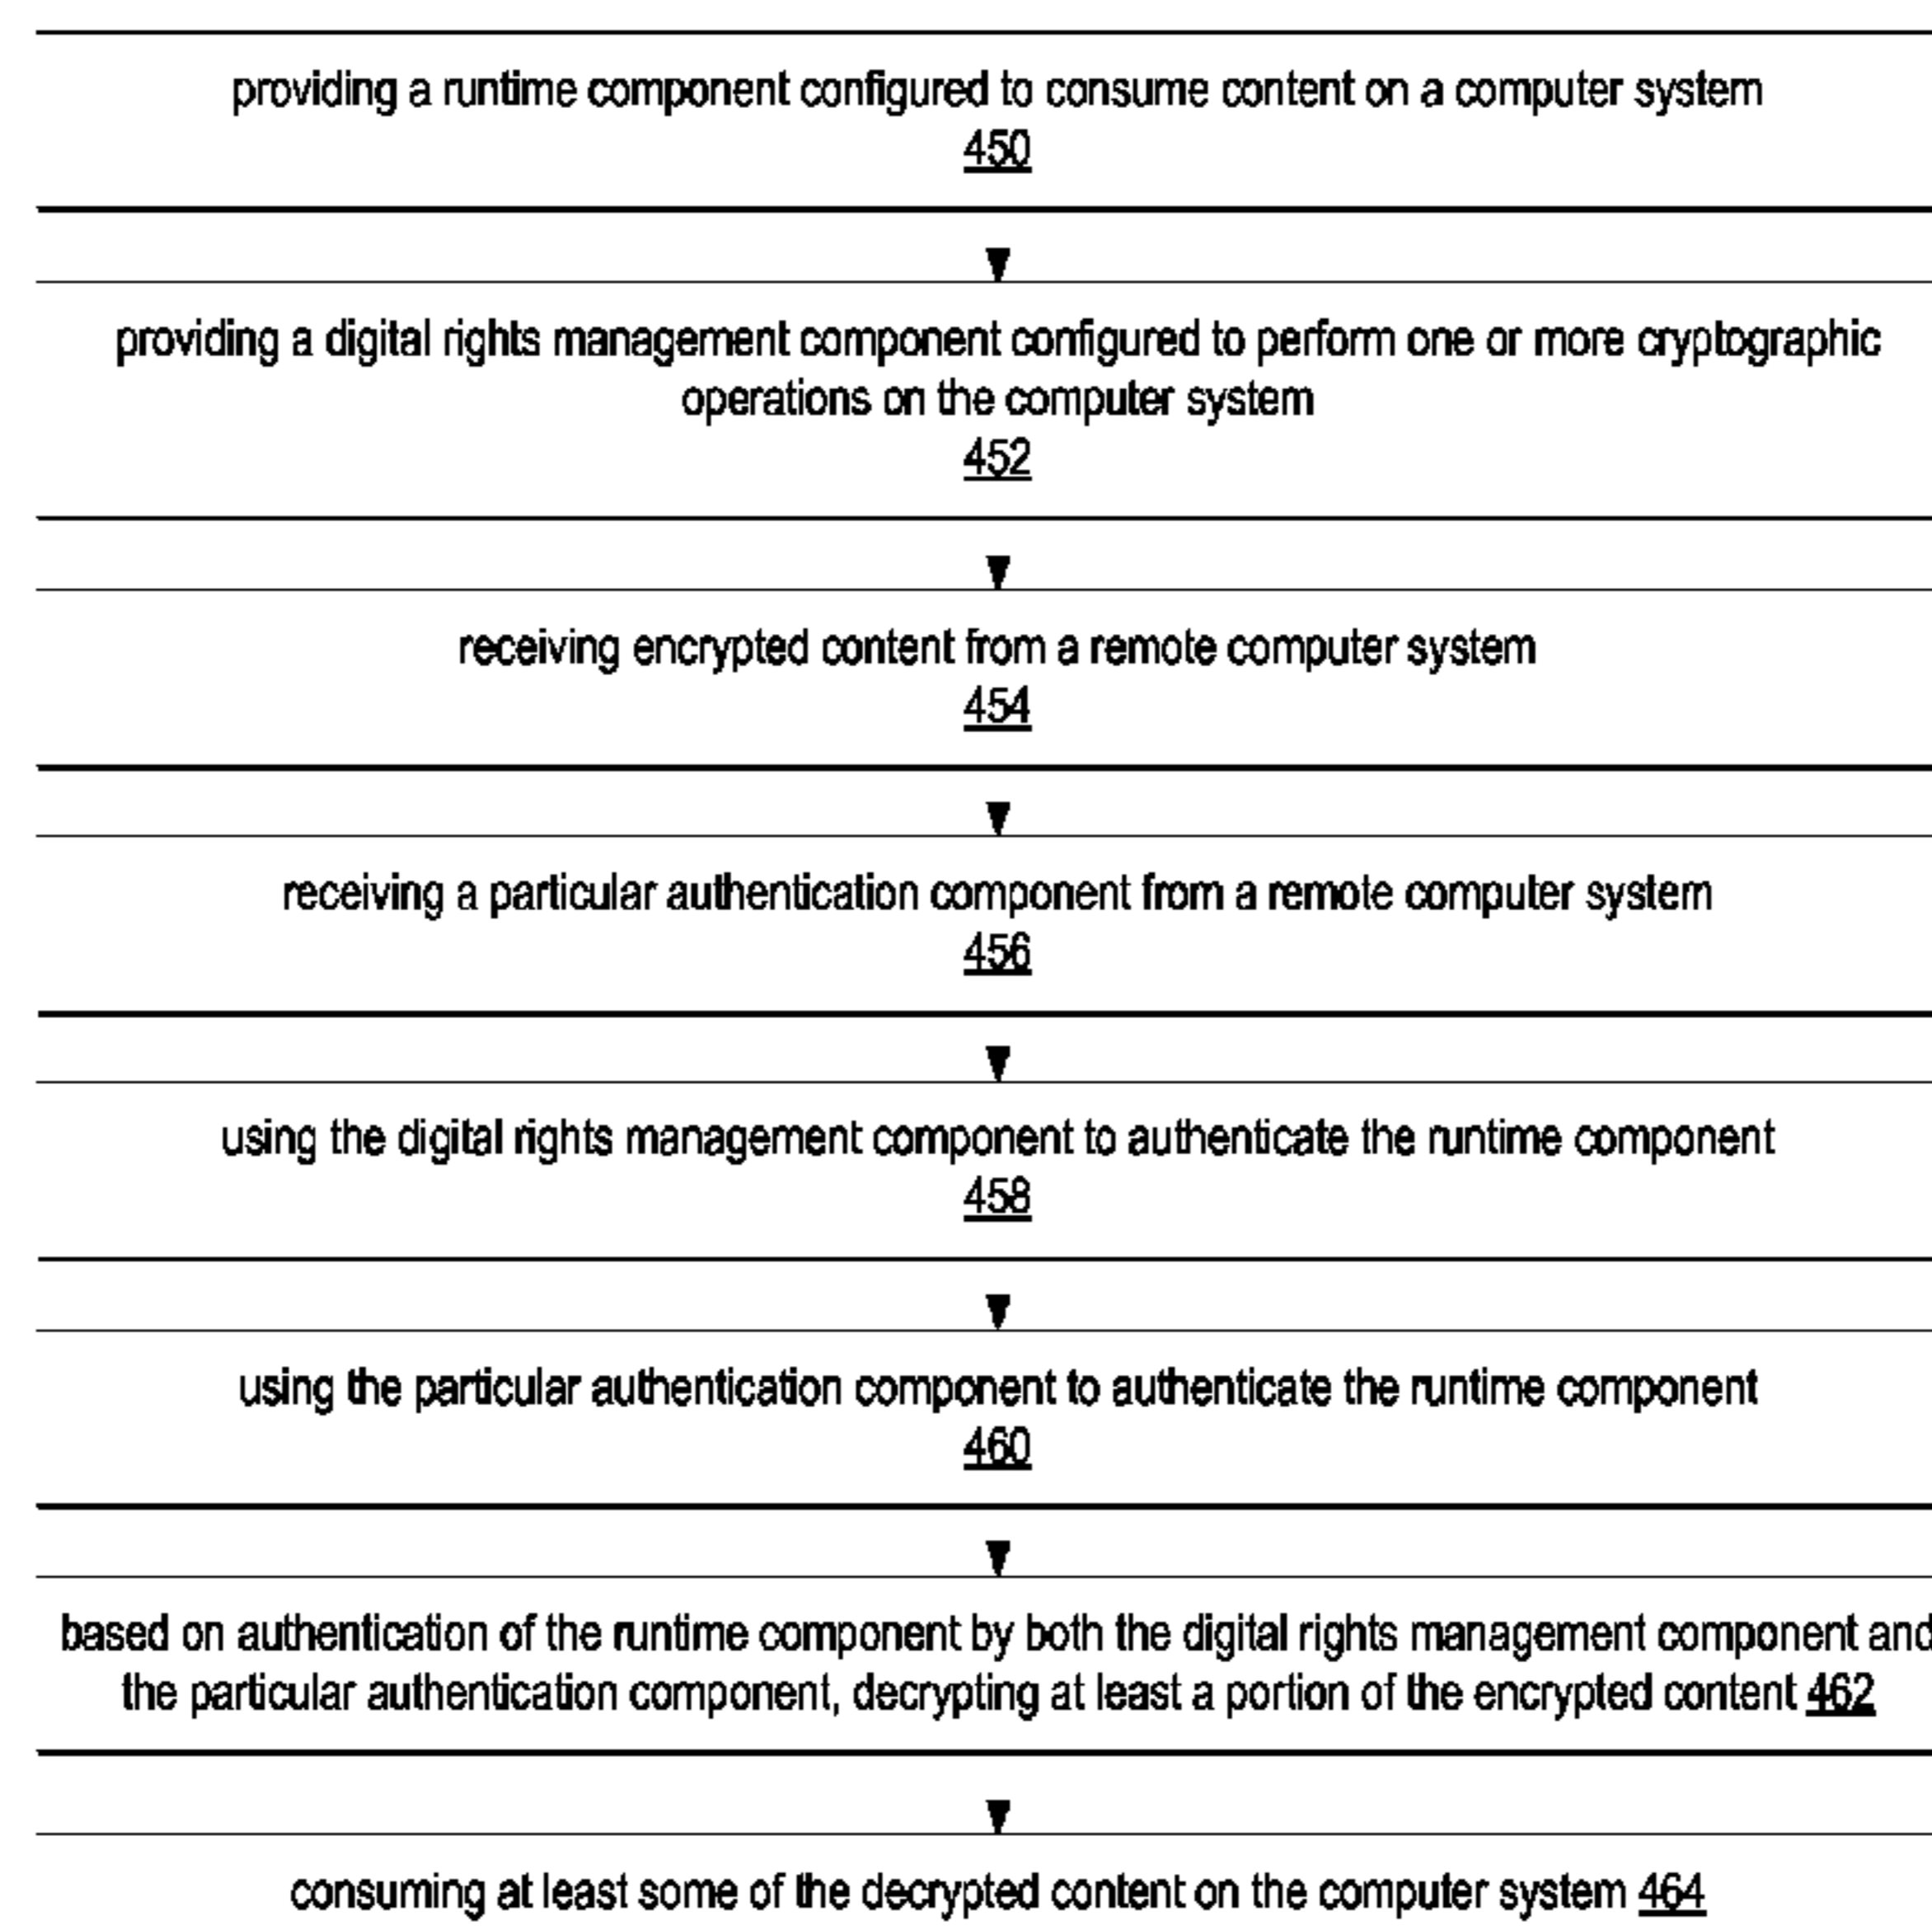 providing a runtime component configured to consume content on a computer system
450
providing a digital rights management component configured to perform one or more cryptographic
operations on the computer system
452
receiving encrypted content from a remote computer system
454
receiving a particular authentication component from a remote computer system
456
using the digital rights management component to authenticate the runtime component
458
using the particular authentication component to authenticate the runtime component
460
based on authentication of the runtime component by both the digital rights management component and
the particular authentication component, decrypting at least a portion of the encrypted content 462
consuming at least some of the decrypted content on the computer system 464